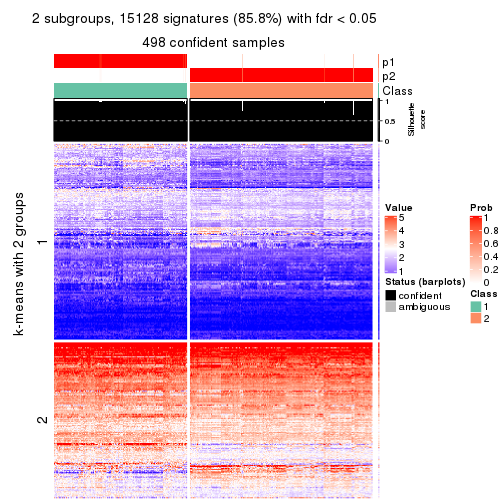 2 subgroups, 15128 signatures (85.8%) with fdr < 0.05
498 confident samples
p1
p2
Class
1
0.5
0
Silhouette
score
k-means with 2 groups
1
2
Value
5
4
3
2
1
Prob
1
0.8
0.6
0.4
0.2
0
Status (barplots)
confident
ambiguous
Class
1
2